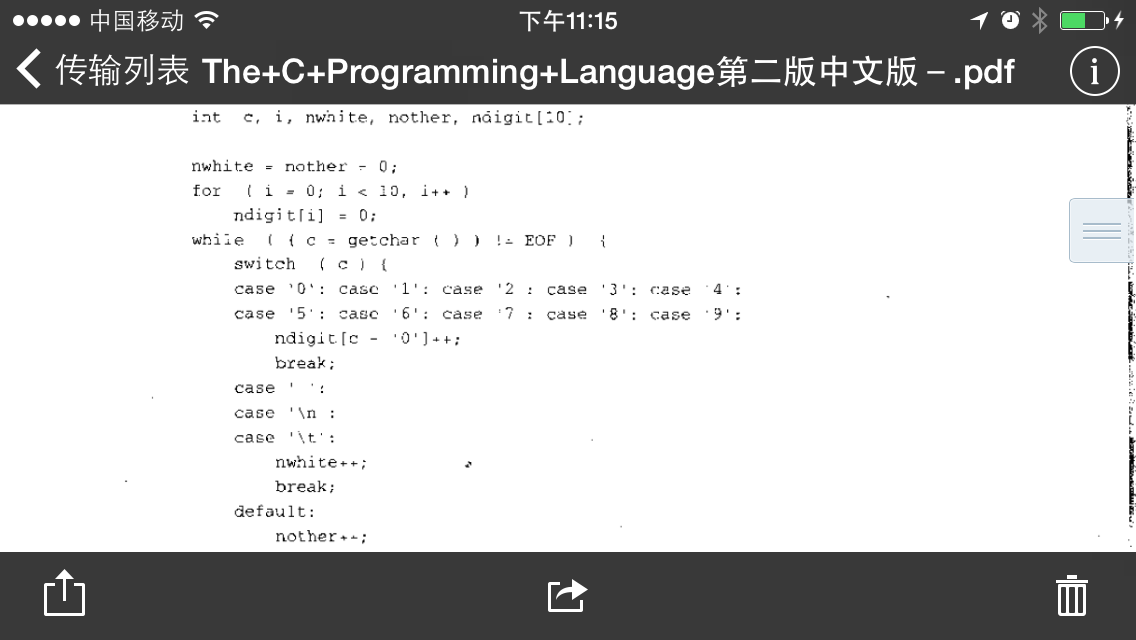 中国移动 下午11:15
传输列表 The+C+Programming+Language第二版中文版 – .pdf
int c, i, nwhite, nother, ndigit[10];
nwhite = nother = 0;
for ( i = 0; i < 10, i++ )
ndigit[i] = 0;
while ( ( c = getchar ( ) ) != EOF ) {
switch ( c ) {
case '0': case '1': case '2 : case '3': case '4':
case '5': case '6': case '7 : case '8': case '9':
ndigit[c - '0']++;
break;
case ' ':
case '\n :
case '\t':
nwhite++;
break;
default:
nother++;